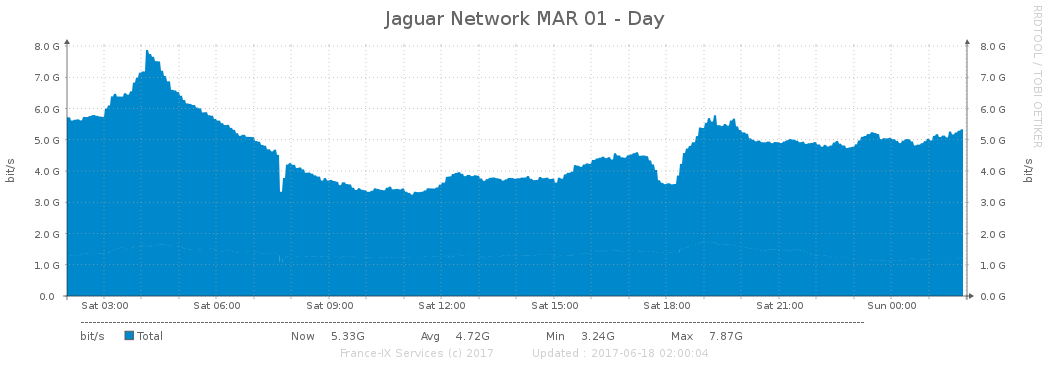 Jaguar Network MAR 01 - Day
RRDTOOL / TOBI OETIKER
8.0 G 8.0 G
7.0 G 7.0 G
6.0 G 6.0 G
5.0 G 5.0 G
4.0 G 4.0 G
3.0 G 3.0 G
2.0 G 2.0 G
1.0 G 1.0 G
0.0 0.0 G
bit/s bit/s
Sat 03:00 Sat 06:00 Sat 09:00 Sat 12:00 Sat 15:00 Sat 18:00 Sat 21:00 Sun 00:00
bit/s Total Now 5.33G Avg 4.72G Min 3.24G Max 7.87G
France-IX Services (c) 2017 Updated : 2017-06-18 02:00:04